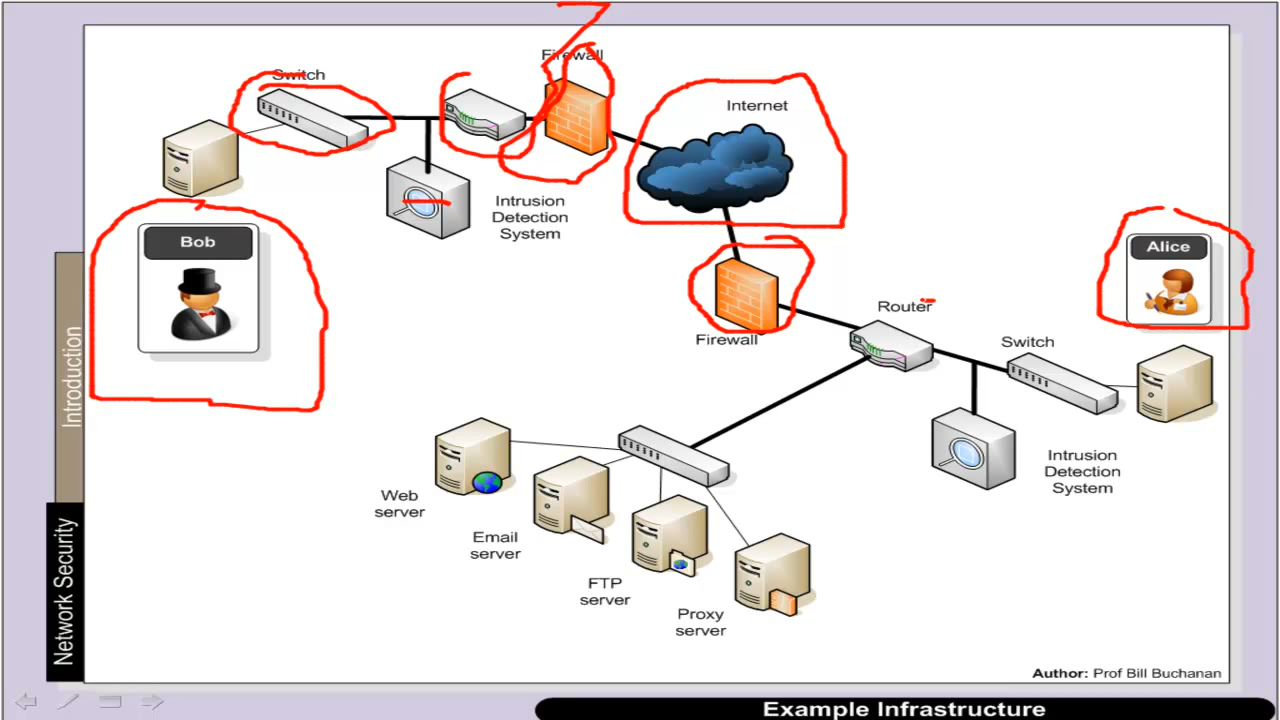 Switch
Firewall
Internet
Intrusion
Detection
System
Bob
Alice
Firewall
Router
Switch
Intrusion
Detection
System
Web
server
Email
server
FTP
server
Proxy
server
Introduction
Network Security
Author: Prof Bill Buchanan
Example Infrastructure